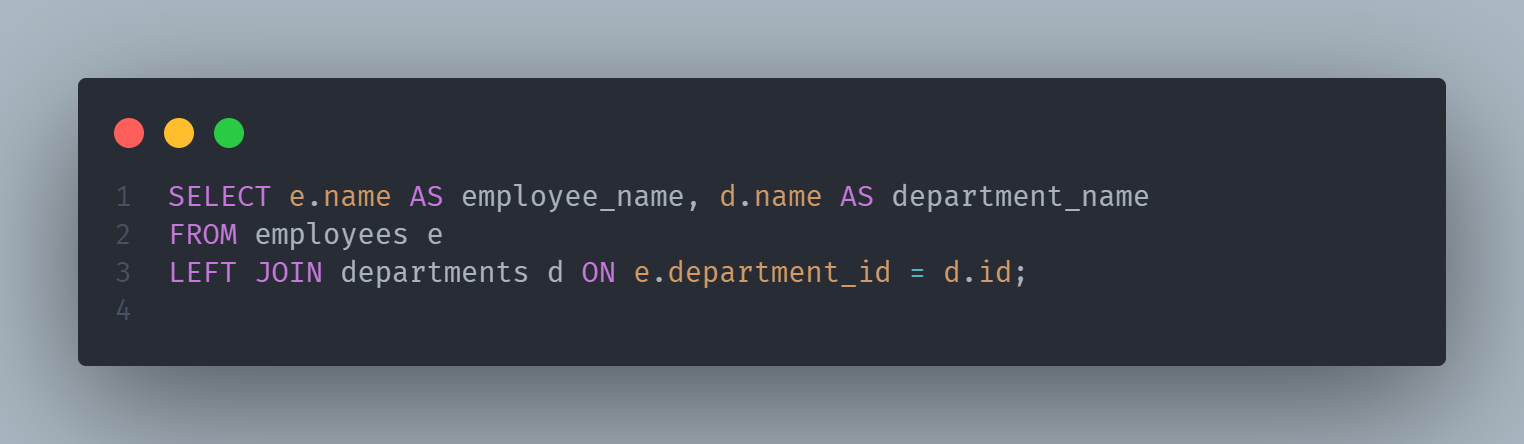 1 SELECT e.name AS employee_name, d.name AS department_name
2 FROM employees e
3 LEFT JOIN departments d ON e.department_id = d.id;
4